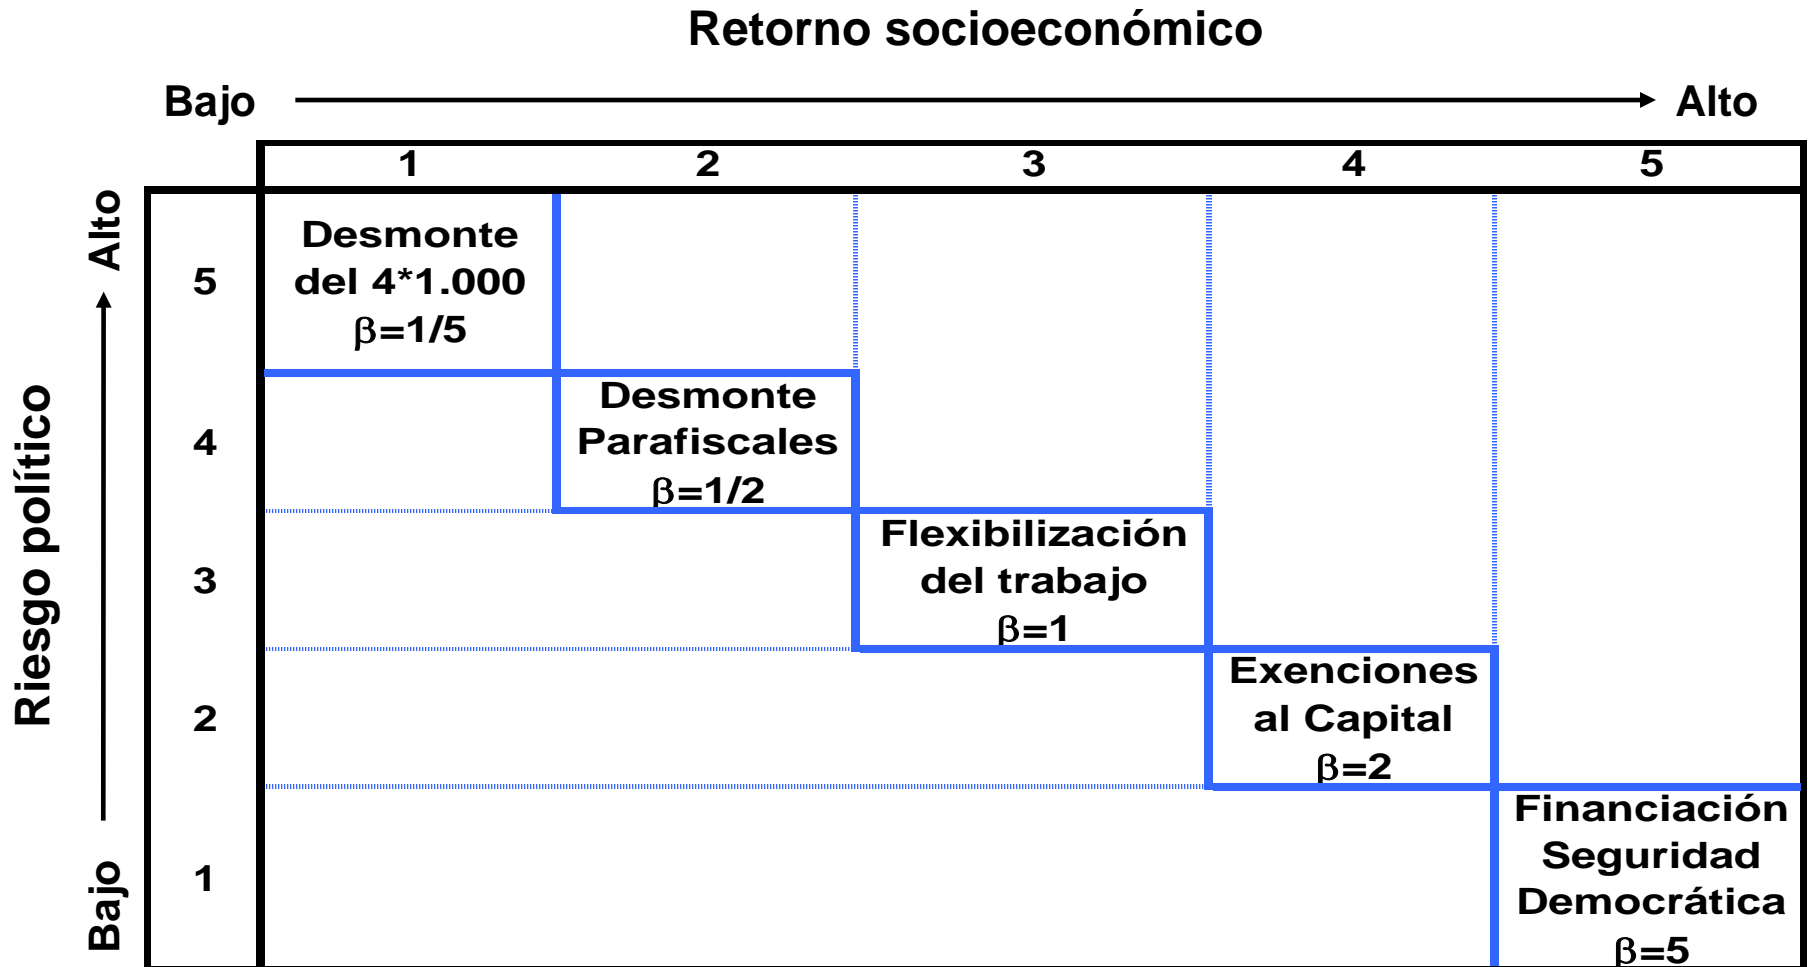 Retorno socioeconómico
Bajo
Alto
1 2 3 4 5
Riesgo político
Alto
Bajo
5
Desmonte
del 4*1.000
β=1/5
4
Desmonte
Parafiscales
β=1/2
3
Flexibilización
del trabajo
β=1
2
Exenciones
al Capital
β=2
1
Financiación
Seguridad
Democrática
β=5